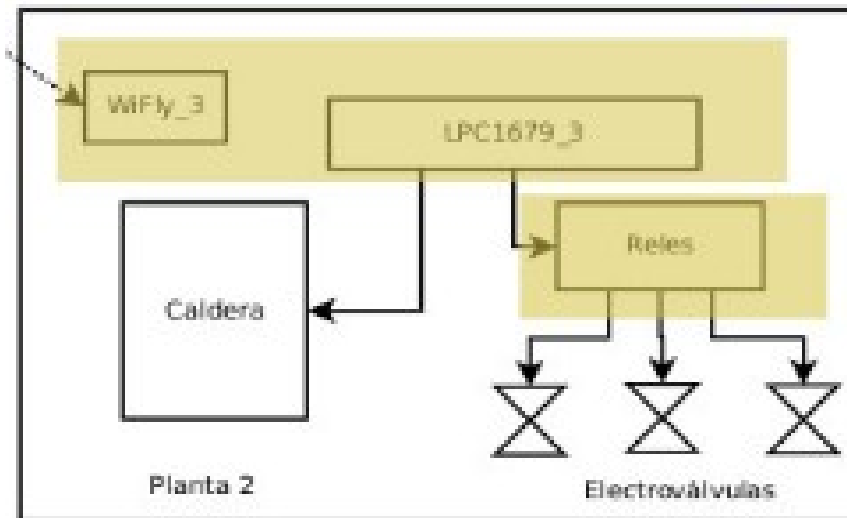 WiFly_3
LPC1679_3
Reles
Caldera
Planta 2
Electroválvulas